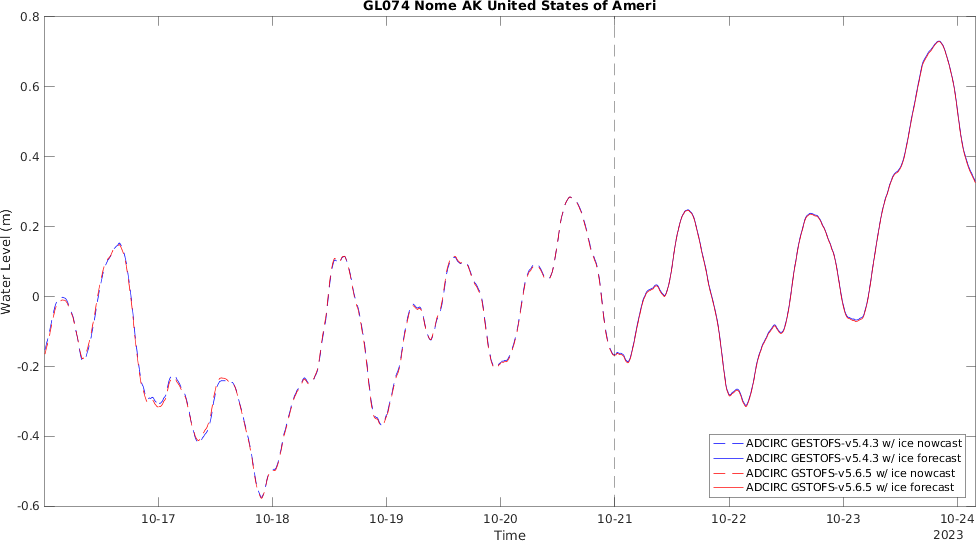 GL074 Nome AK United States of Ameri
0.8
0.6
0.4
0.2
0
-0.2
-0.4
-0.6
Water Level (m)
ADCIRC GESTOFS-v5.4.3 w/ ice nowcast
ADCIRC GESTOFS-v5.4.3 w/ ice forecast
ADCIRC GSTOFS-v5.6.5 w/ ice nowcast
ADCIRC GSTOFS-v5.6.5 w/ ice forecast
10-17 10-18 10-19 10-20 10-21 10-22 10-23 10-24
Time
2023